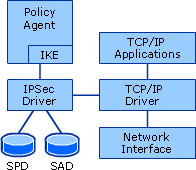 Policy
Agent
IKE
TCP/IP
Applications
IPSec
Driver
TCP/IP
Driver
Network
Interface
SPD
SAD